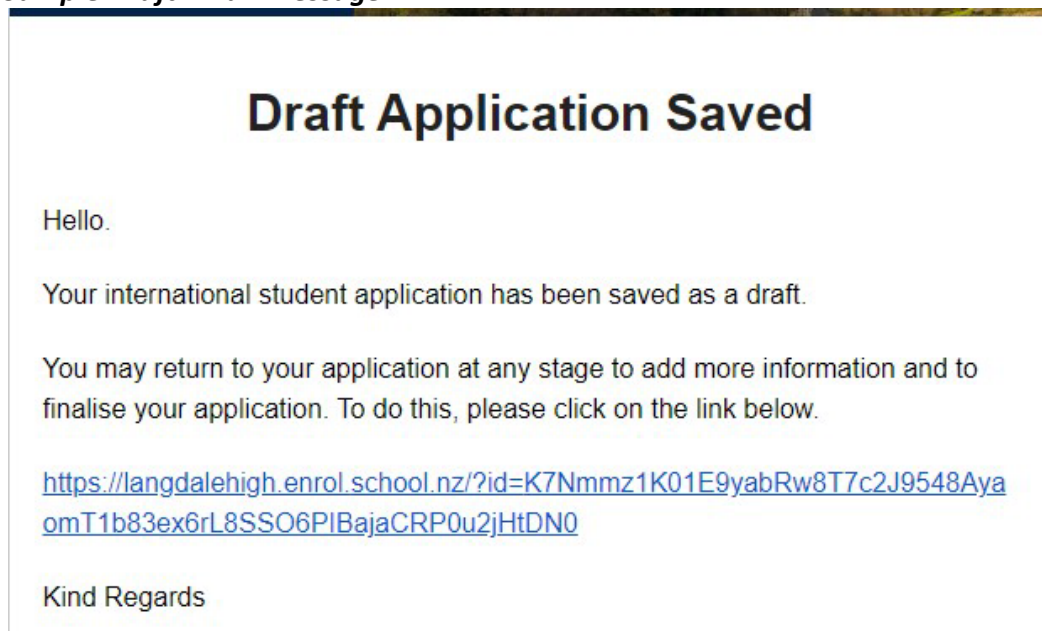 Draft Application Saved
Hello.
Your international student application has been saved as a draft.
You may return to your application at any stage to add more information and to
finalise your application. To do this, please click on the link below.
https://langdalehigh.enrol.school.nz/?id=K7Nmmz1K01E9yabRw8T7c2J9548Aya
omT1b83ex6rL8SSO6PIBajaCRP0u2jHtDN0
Kind Regards